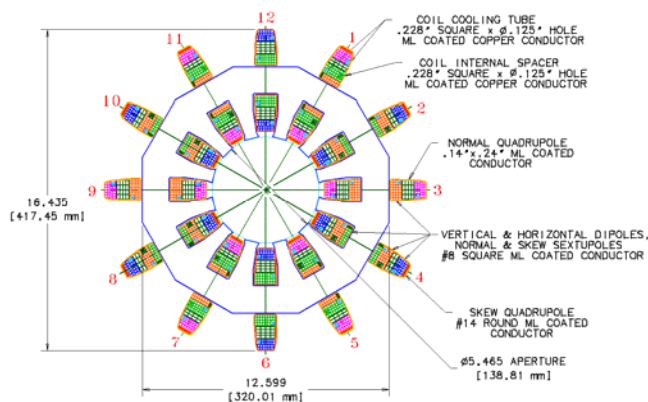 12
11
1
COIL COOLING TUBE
.228" SQUARE x Ø.125" HOLE
ML COATED COPPER CONDUCTOR
COIL INTERNAL SPACER
.228" SQUARE x Ø.125" HOLE
ML COATED COPPER CONDUCTOR
10
2
NORMAL QUADRUPOLE
.14"x.24" ML COATED
CONDUCTOR
9
3
16.435
[417.45 mm]
VERTICAL & HORIZONTAL DIPOLES,
NORMAL & SKEW SEXTUPOLES
#8 SQUARE ML COATED CONDUCTOR
8
4
SKEW QUADRUPOLE
#14 ROUND ML COATED
CONDUCTOR
7
5
6
Ø5.465 APERTURE
[138.81 mm]
12.599
[320.01 mm]